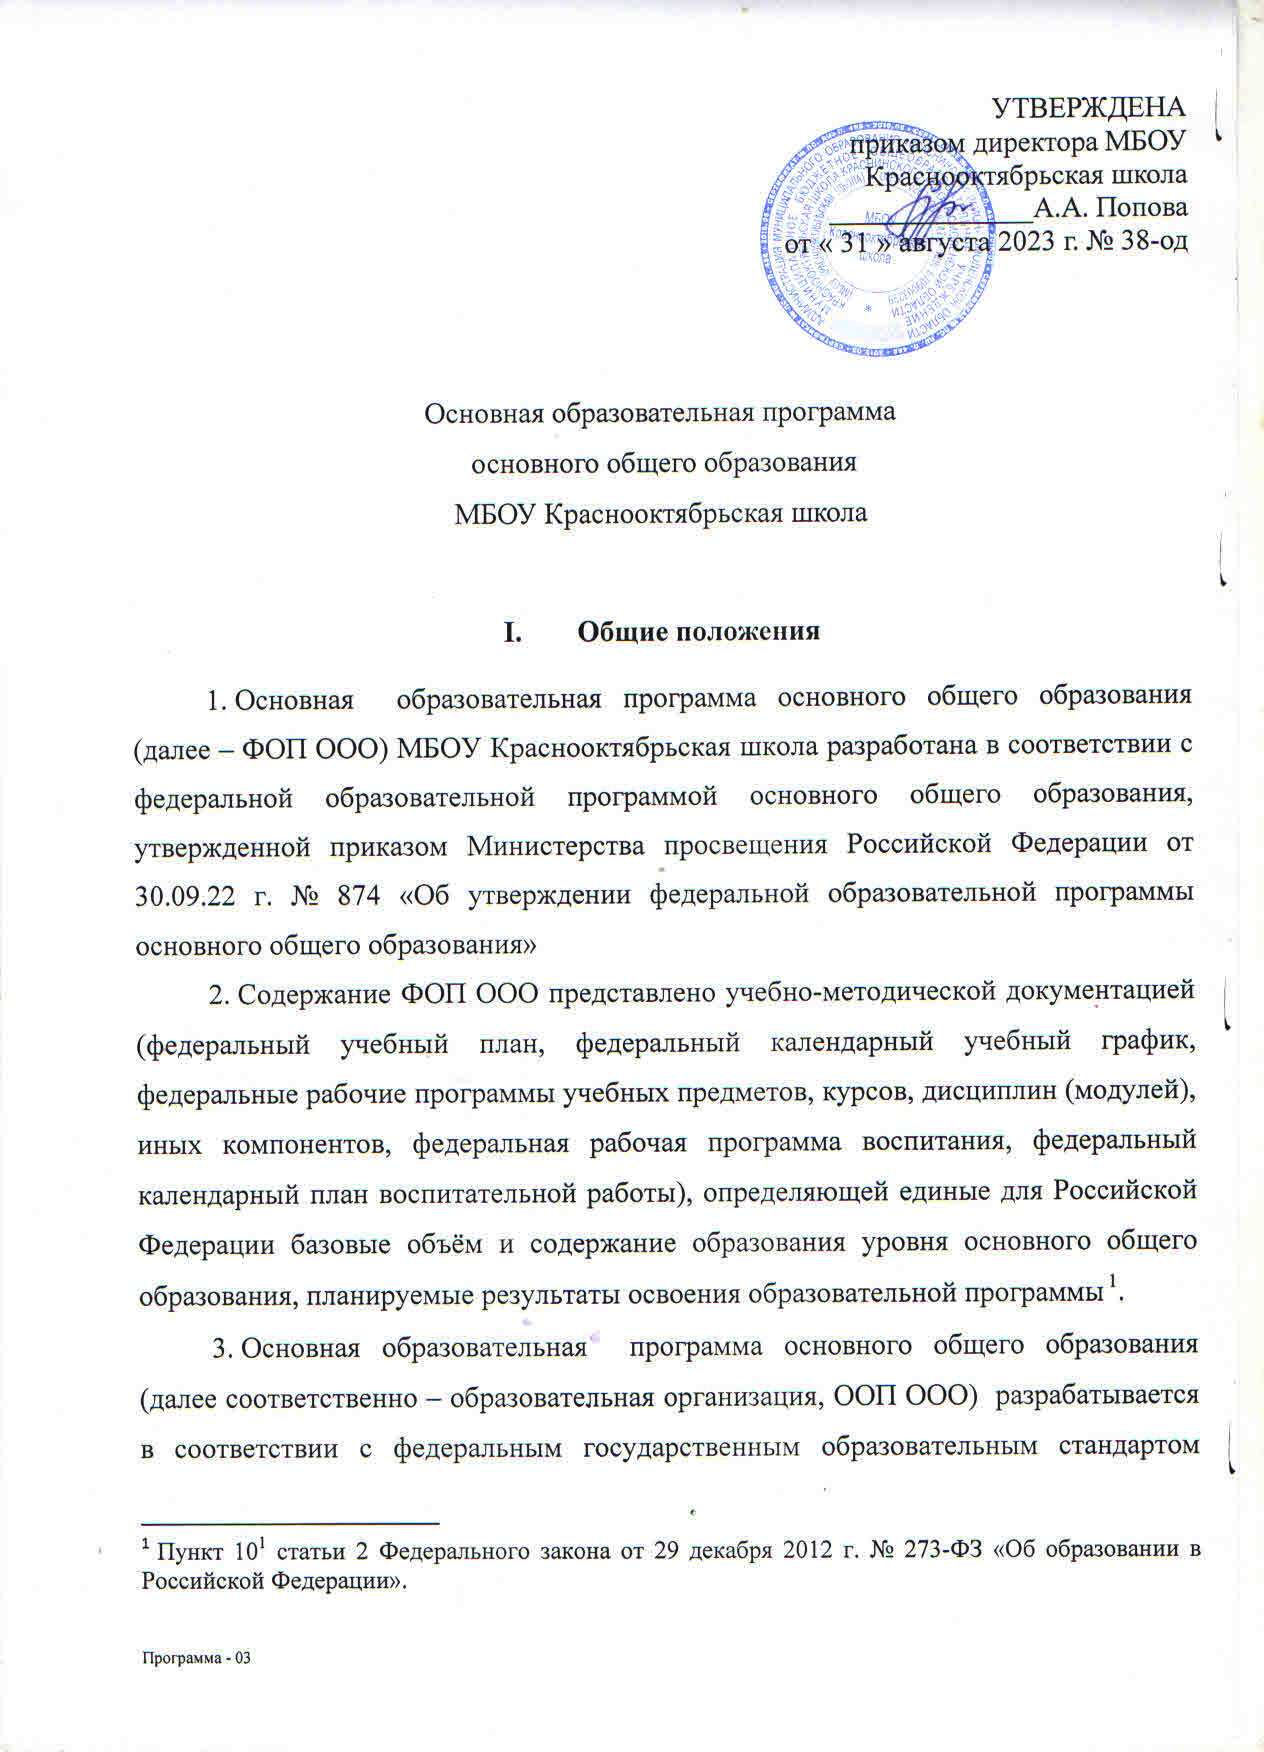 УТВЕРЖДЕНА
приказом директора МБОУ
Краснооктябрьская школа
______________А.А. Попова
от « 31 » августа 2023 г. № 38-од
МБОУ
Краснооктябрьская
школа
Основная образовательная программа
основного общего образования
МБОУ Краснооктябрьская школа
I. Общие положения
1. Основная образовательная программа основного общего образования
(далее – ФОП ООО) МБОУ Краснооктябрьская школа разработана в соответствии с
федеральной образовательной программой основного общего образования,
утвержденной приказом Министерства просвещения Российской Федерации от
30.09.22 г. № 874 «Об утверждении федеральной образовательной программы
основного общего образования»
2. Содержание ФОП ООО представлено учебно-методической документацией
(федеральный учебный план, федеральный календарный учебный график,
федеральные рабочие программы учебных предметов, курсов, дисциплин (модулей),
иных компонентов, федеральная рабочая программа воспитания, федеральный
календарный план воспитательной работы), определяющей единые для Российской
Федерации базовые объём и содержание образования уровня основного общего
образования, планируемые результаты освоения образовательной программы ¹.
3. Основная образовательная программа основного общего образования
(далее соответственно – образовательная организация, ООП ООО) разрабатывается
в соответствии с федеральным государственным образовательным стандартом
¹ Пункт 10¹ статьи 2 Федерального закона от 29 декабря 2012 г. № 273-ФЗ «Об образовании в
Российской Федерации».
Программа - 03